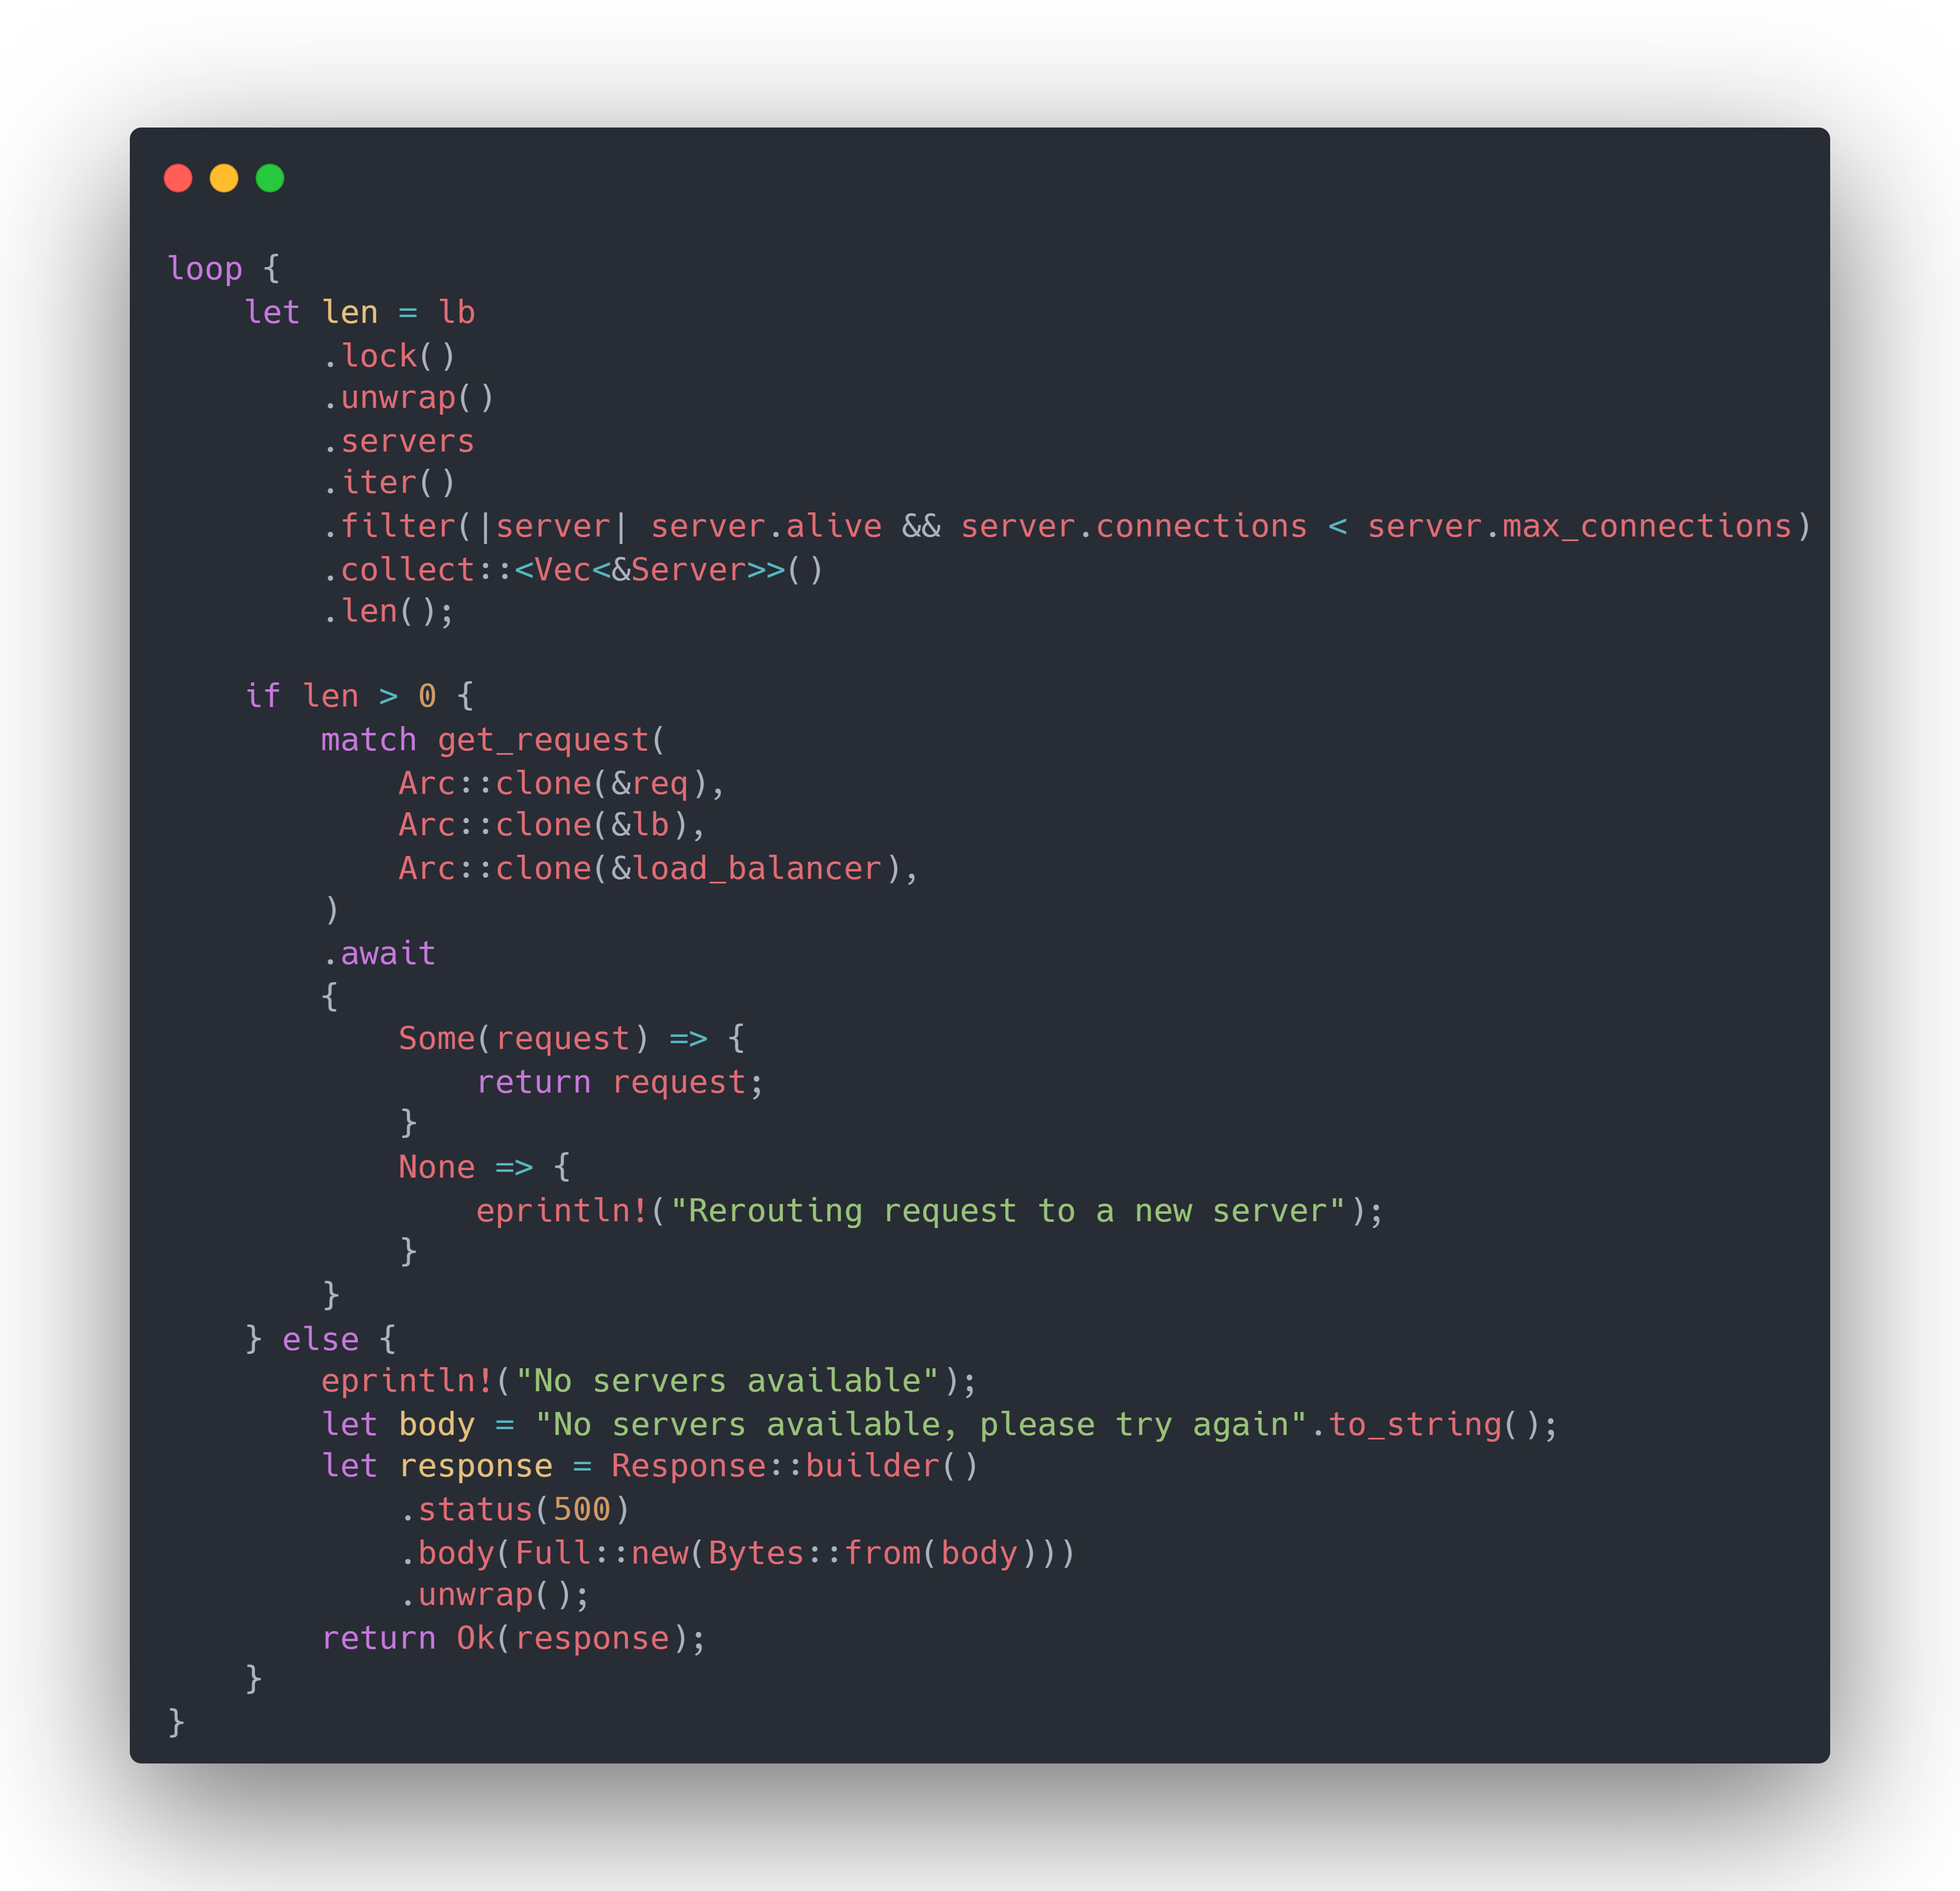 loop {
    let len = lb
        .lock()
        .unwrap()
        .servers
        .iter()
        .filter(|server| server.alive && server.connections < server.max_connections)
        .collect::<Vec<&Server>>()
        .len();

    if len > 0 {
        match get_request(
            Arc::clone(&req),
            Arc::clone(&lb),
            Arc::clone(&load_balancer),
        )
        .await
        {
            Some(request) => {
                return request;
            }
            None => {
                eprintln!("Rerouting request to a new server");
            }
        }
    } else {
        eprintln!("No servers available");
        let body = "No servers available, please try again".to_string();
        let response = Response::builder()
            .status(500)
            .body(Full::new(Bytes::from(body)))
            .unwrap();
        return Ok(response);
    }
}